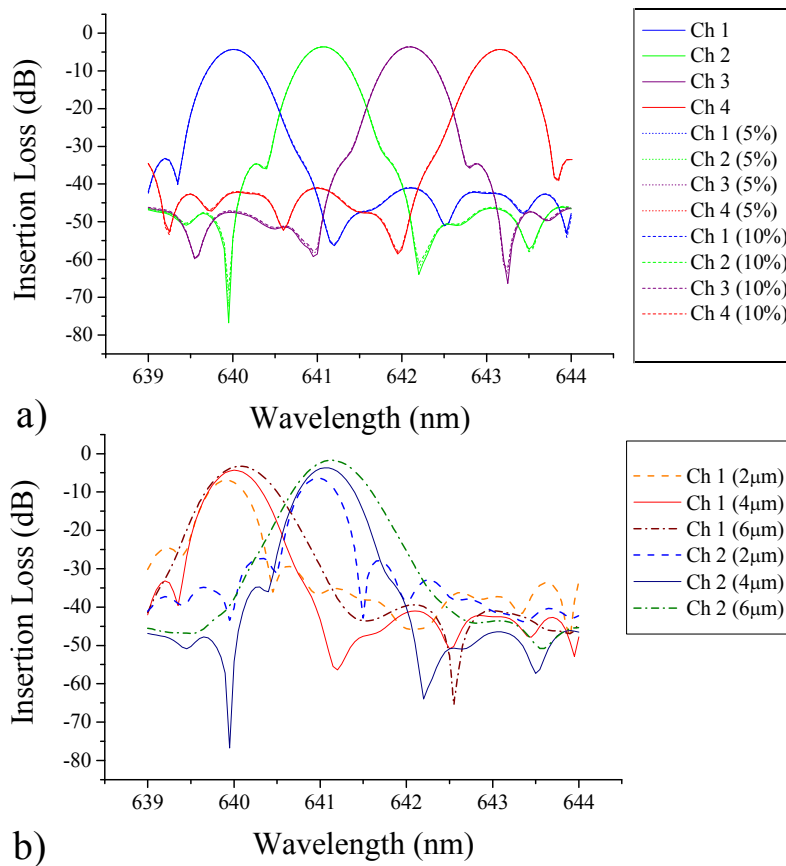 0
-10
-20
-30
-40
-50
-60
-70
-80
Insertion Loss (dB)
639 640 641 642 643 644
Wavelength (nm)
a)
Ch 1
Ch 2
Ch 3
Ch 4
Ch 1 (5%)
Ch 2 (5%)
Ch 3 (5%)
Ch 4 (5%)
Ch 1 (10%)
Ch 2 (10%)
Ch 3 (10%)
Ch 4 (10%)
0
-10
-20
-30
-40
-50
-60
-70
-80
Insertion Loss (dB)
639 640 641 642 643 644
Wavelength (nm)
b)
Ch 1 (2μm)
Ch 1 (4μm)
Ch 1 (6μm)
Ch 2 (2μm)
Ch 2 (4μm)
Ch 2 (6μm)